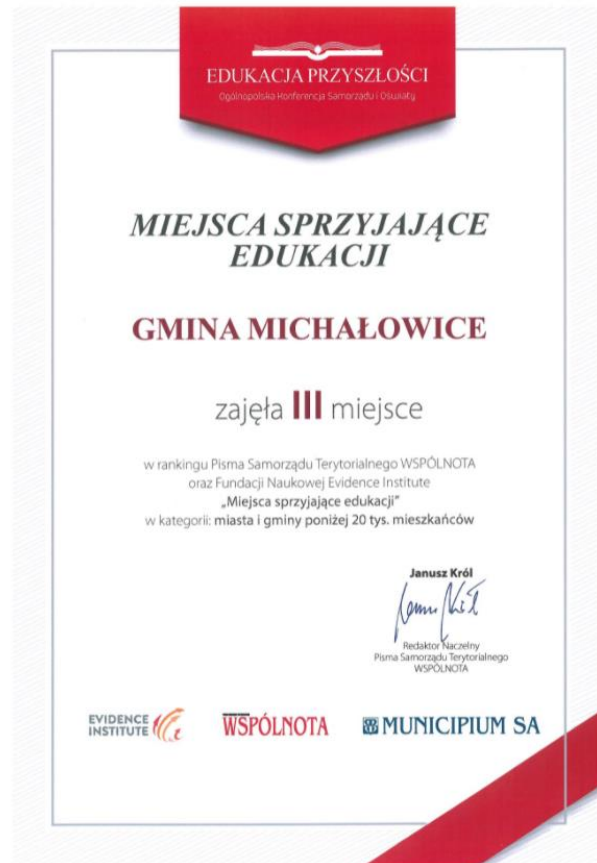 EDUKACJA PRZYSZŁOŚCI
Ogólnopolska Konferencja Samorządu i Oświaty
MIEJSCA SPRZYJAJĄCE
EDUKACJI
GMINA MICHAŁOWICE
zajęła III miejsce
w rankingu Pisma Samorządu Terytorialnego WSPÓLNOTA
oraz Fundacji Naukowej Evidence Institute
„Miejsca sprzyjające edukacji”
w kategorii: miasta i gminy poniżej 20 tys. mieszkańców
Janusz Król
Redaktor Naczelny
Pisma Samorządu Terytorialnego
WSPÓLNOTA
EVIDENCE
INSTITUTE
WSPÓLNOTA
MUNICIPIUM SA